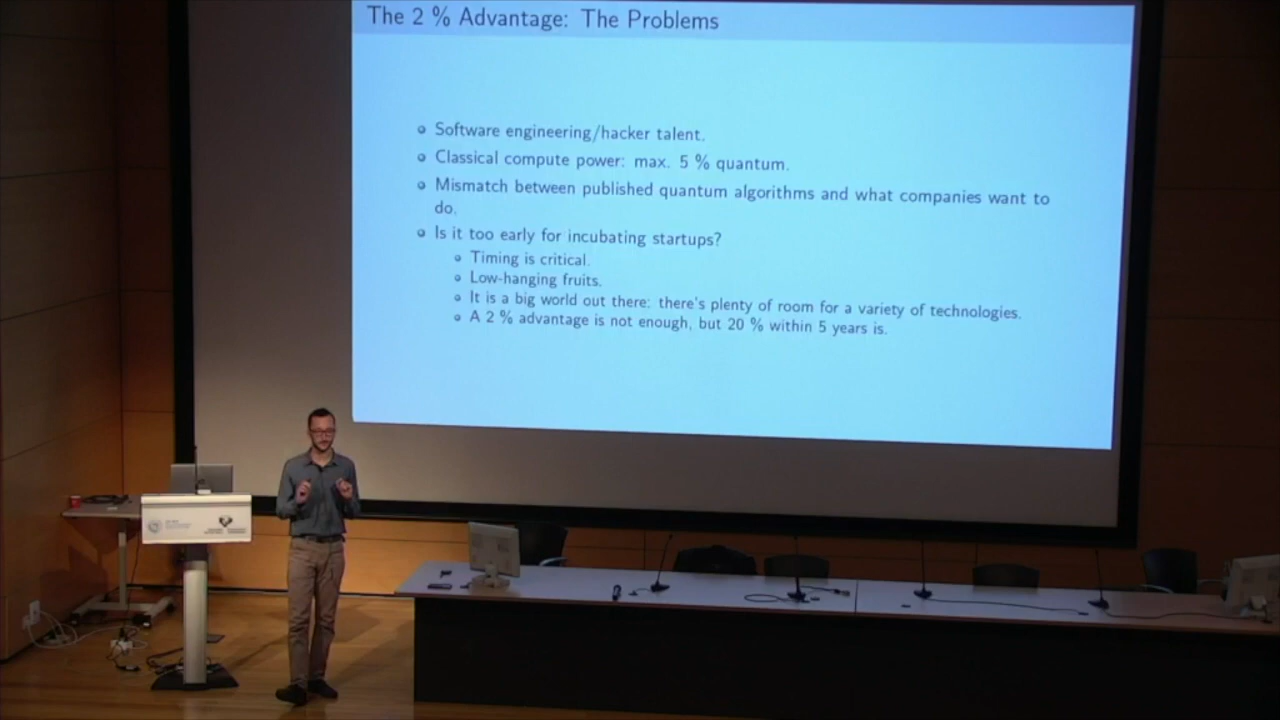 The 2 % Advantage: The Problems
Software engineering/hacker talent.
Classical compute power: max. 5 % quantum.
Mismatch between published quantum algorithms and what companies want to
do.
Is it too early for incubating startups?
Timing is critical.
Low-hanging fruits.
It is a big world out there: there's plenty of room for a variety of technologies.
A 2 % advantage is not enough, but 20 % within 5 years is.